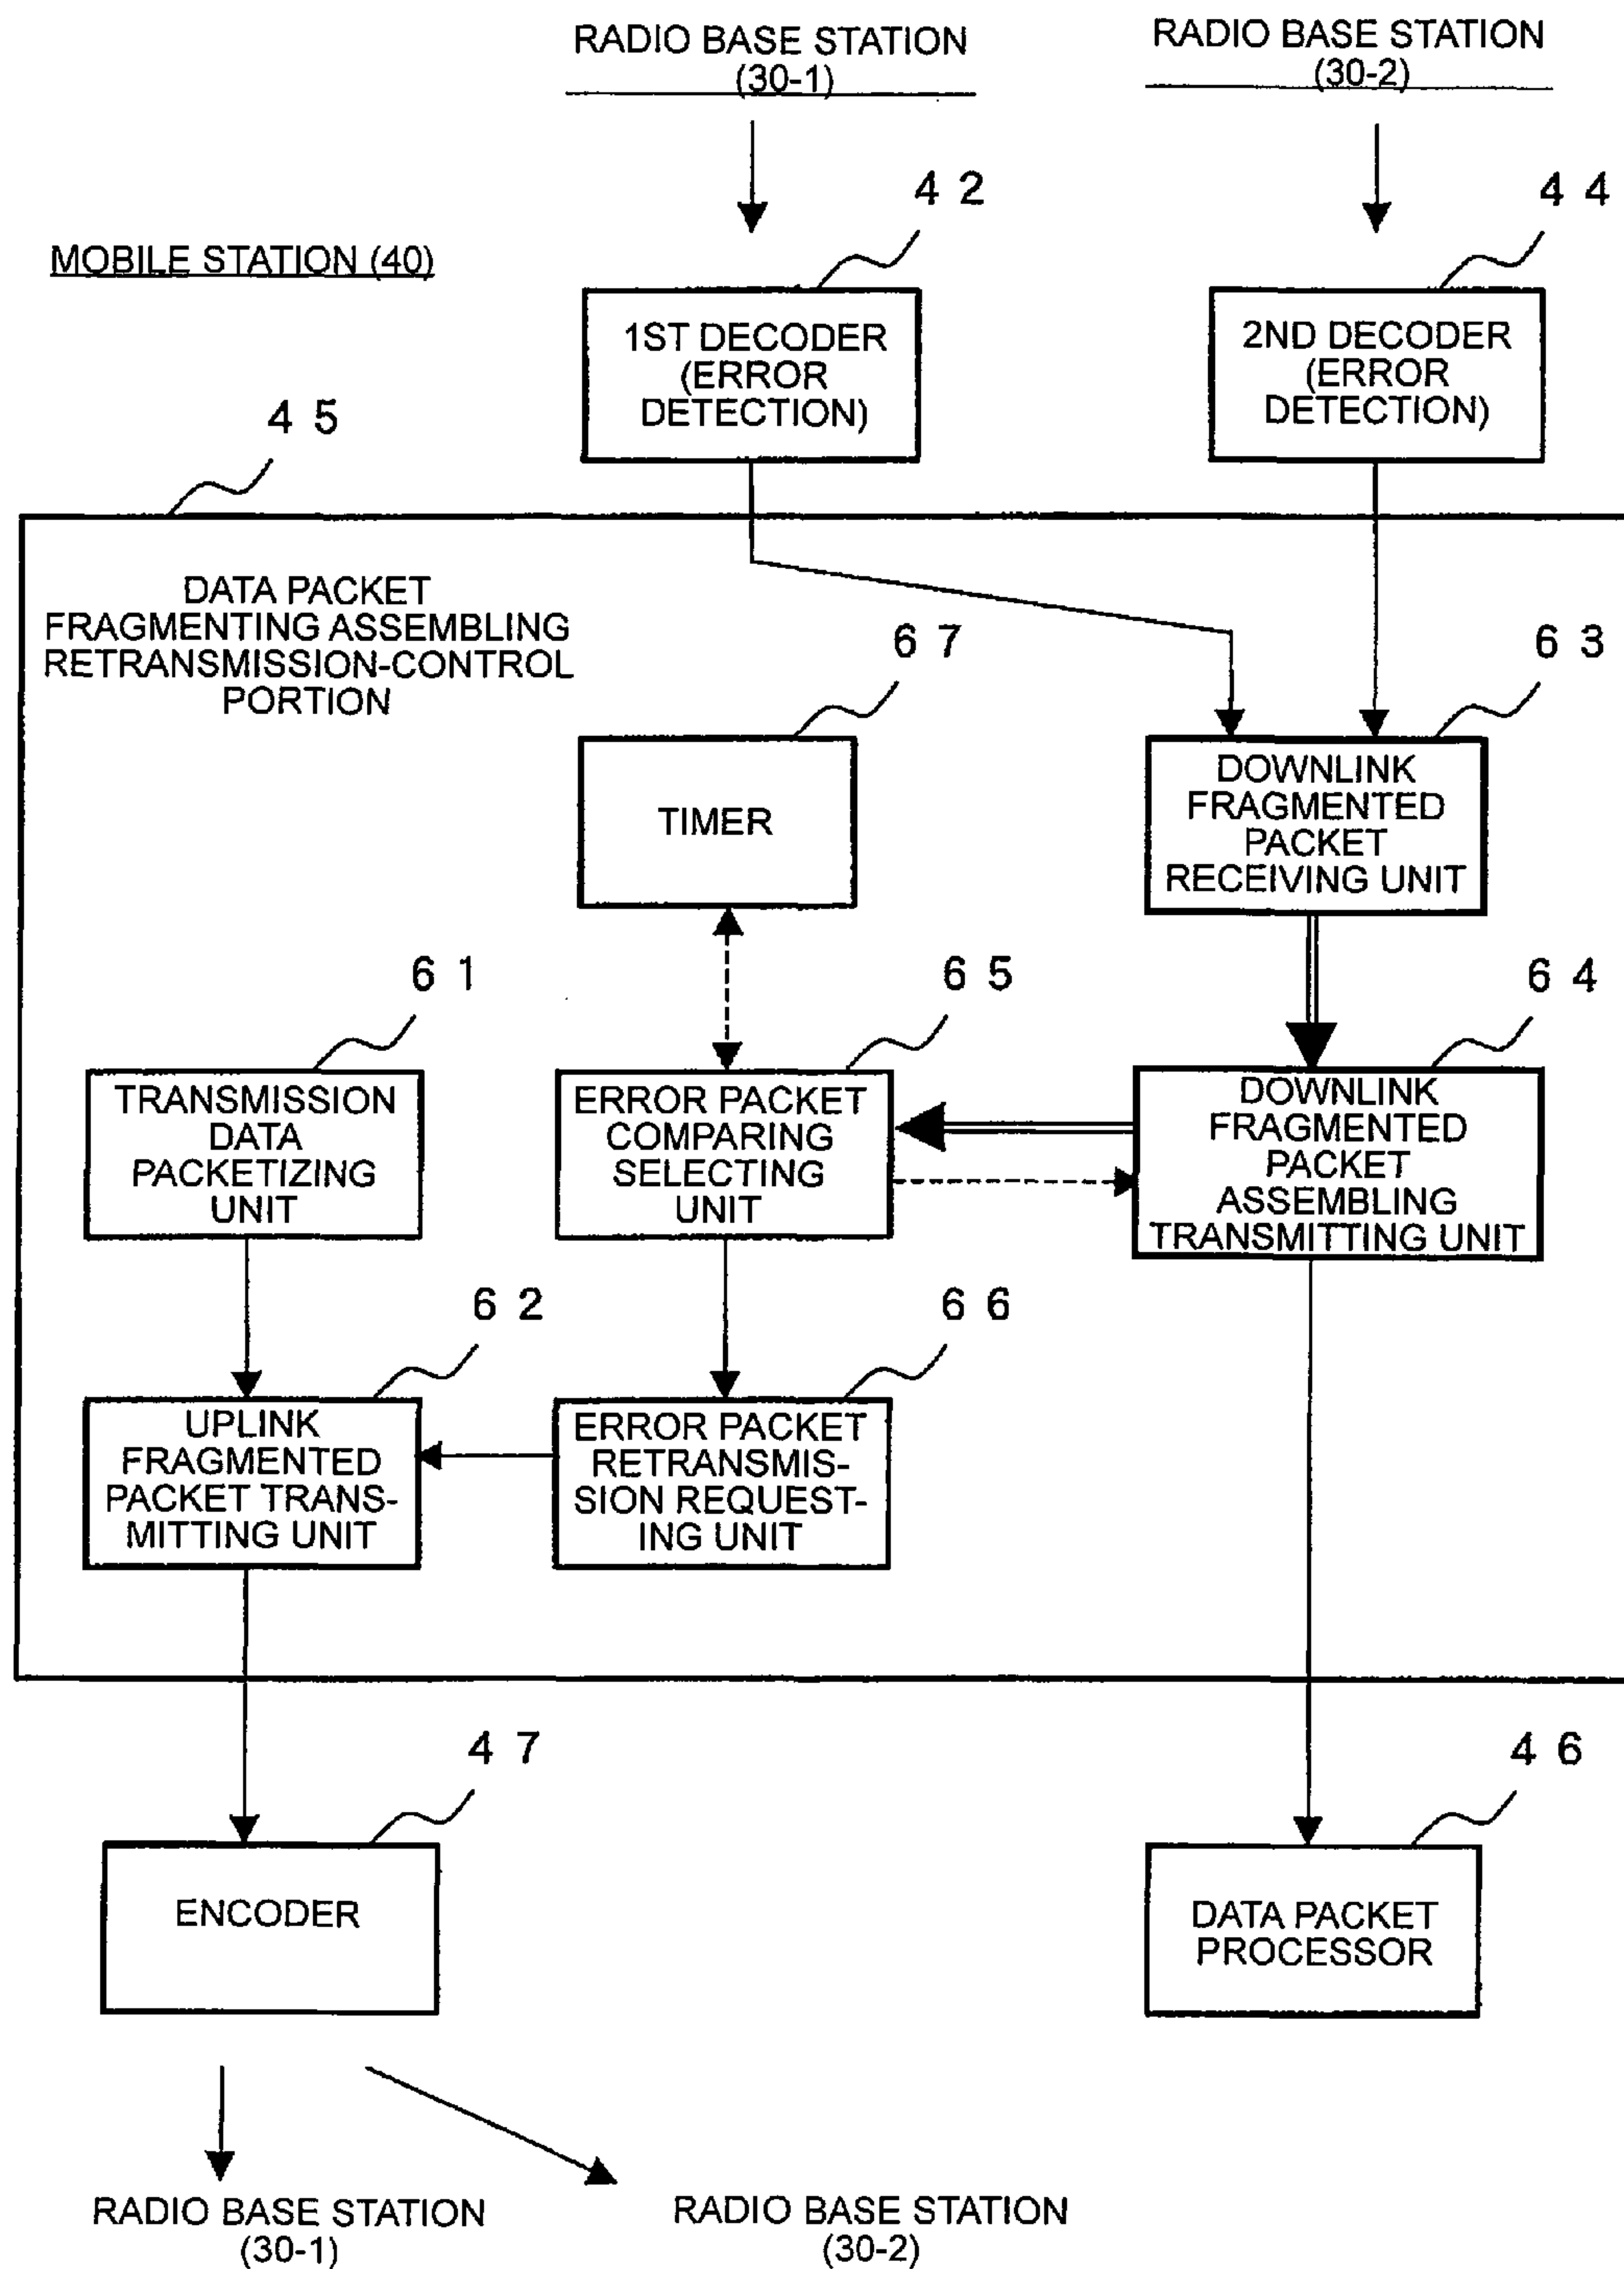 RADIO BASE STATION
(30-1)
RADIO BASE STATION
(30-2)
4 2
4 4
MOBILE STATION (40)
1ST DECODER
(ERROR
DETECTION)
2ND DECODER
(ERROR
DETECTION)
4 5
DATA PACKET
FRAGMENTING ASSEMBLING
RETRANSMISSION-CONTROL
PORTION
6 7
6 3
TIMER
DOWNLINK
FRAGMENTED
PACKET
RECEIVING UNIT
6 1
6 5
6 4
TRANSMISSION
DATA
PACKETIZING
UNIT
ERROR PACKET
COMPARING
SELECTING
UNIT
DOWNLINK
FRAGMENTED
PACKET
ASSEMBLING
TRANSMITTING UNIT
6 2
6 6
UPLINK
FRAGMENTED
PACKET TRANS-
MITTING UNIT
ERROR PACKET
RETRANSMIS-
SION REQUEST-
ING UNIT
4 7
4 6
ENCODER
DATA PACKET
PROCESSOR
RADIO BASE STATION
(30-1)
RADIO BASE STATION
(30-2)